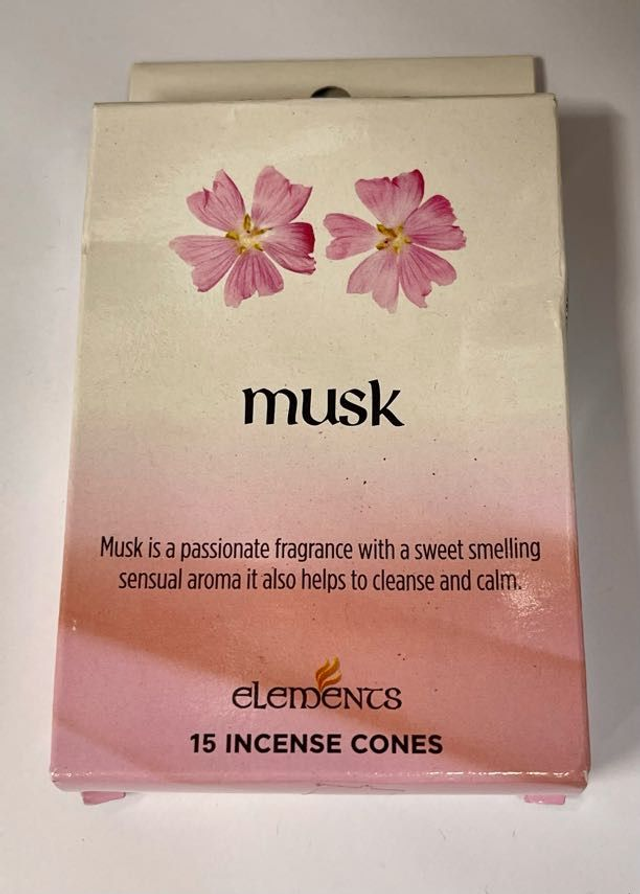 musk
Musk is a passionate fragrance with a sweet smelling
sensual aroma it also helps to cleanse and calm.
elements
15 INCENSE CONES